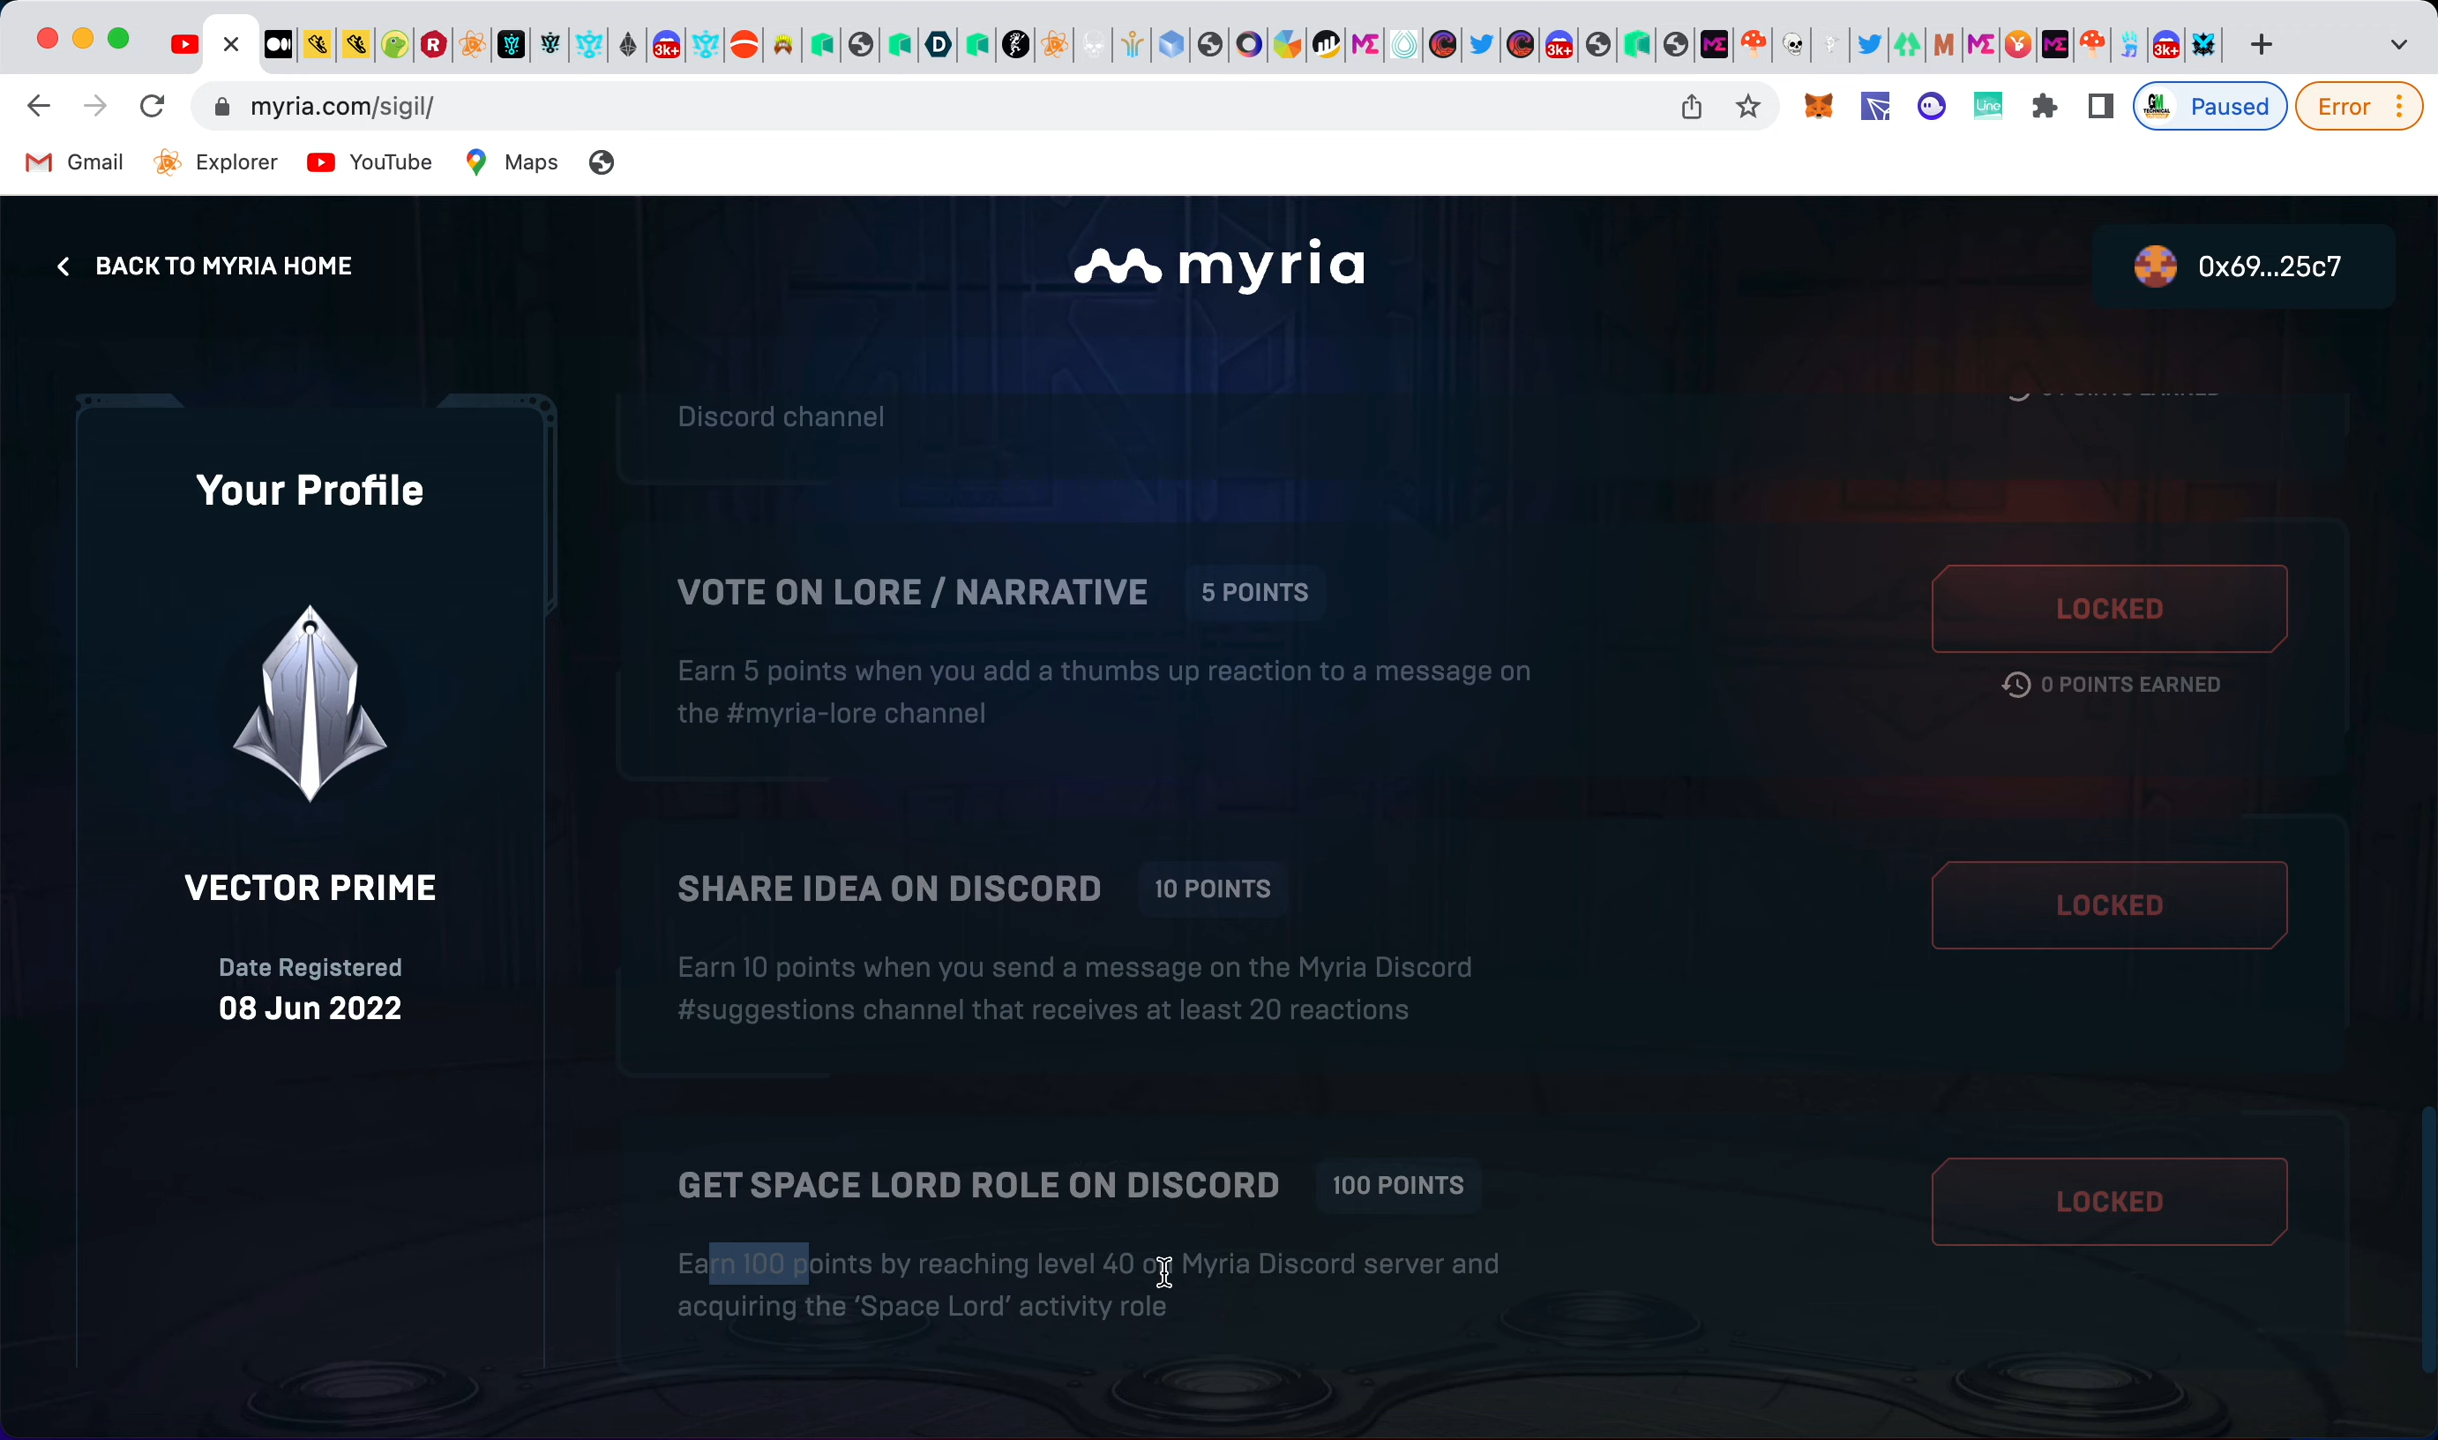 myria.com/sigil/
Paused
Error
Gmail
Explorer
YouTube
Maps
BACK TO MYRIA HOME
myria
0x69...25c7
Your Profile
VECTOR PRIME
Date Registered
08 Jun 2022
Discord channel
VOTE ON LORE / NARRATIVE
5 POINTS
Earn 5 points when you add a thumbs up reaction to a message on
the #myria-lore channel
LOCKED
0 POINTS EARNED
SHARE IDEA ON DISCORD
10 POINTS
Earn 10 points when you send a message on the Myria Discord
#suggestions channel that receives at least 20 reactions
LOCKED
GET SPACE LORD ROLE ON DISCORD
100 POINTS
Earn 100 points by reaching level 40 on Myria Discord server and
acquiring the ‘Space Lord’ activity role
LOCKED